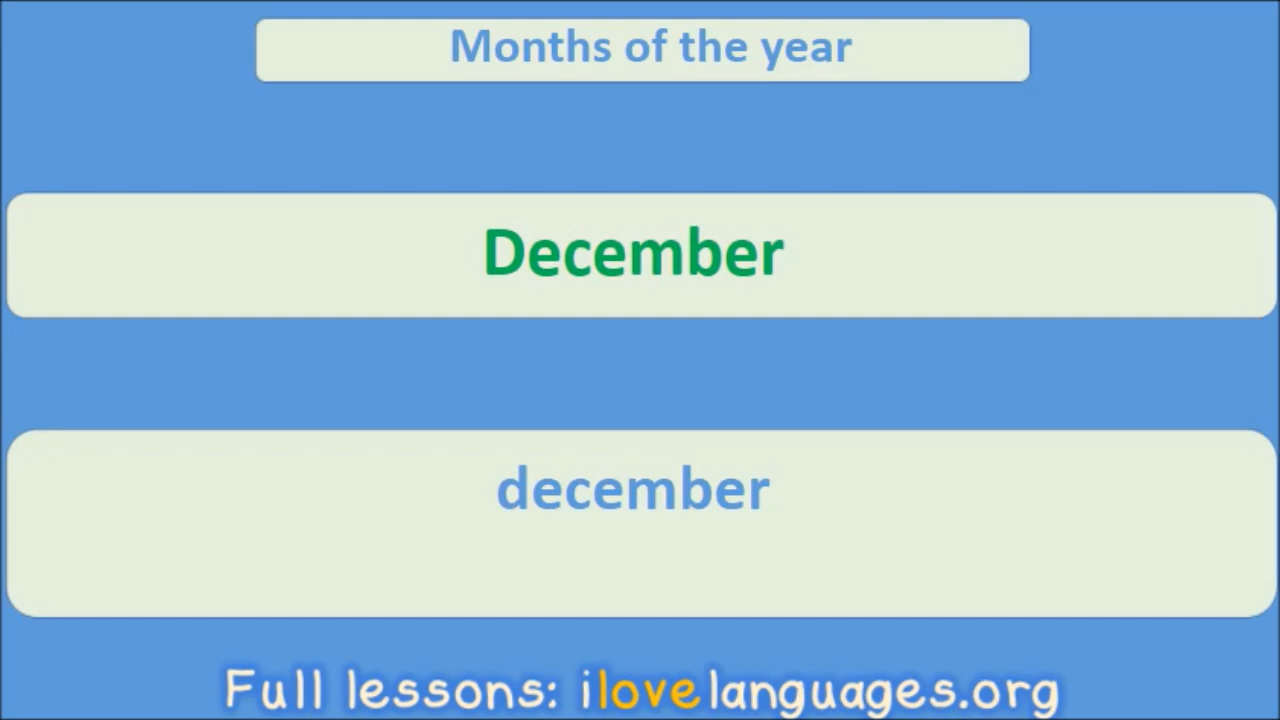 Months of the year
December
december
Full lessons: ilovelanguages.org